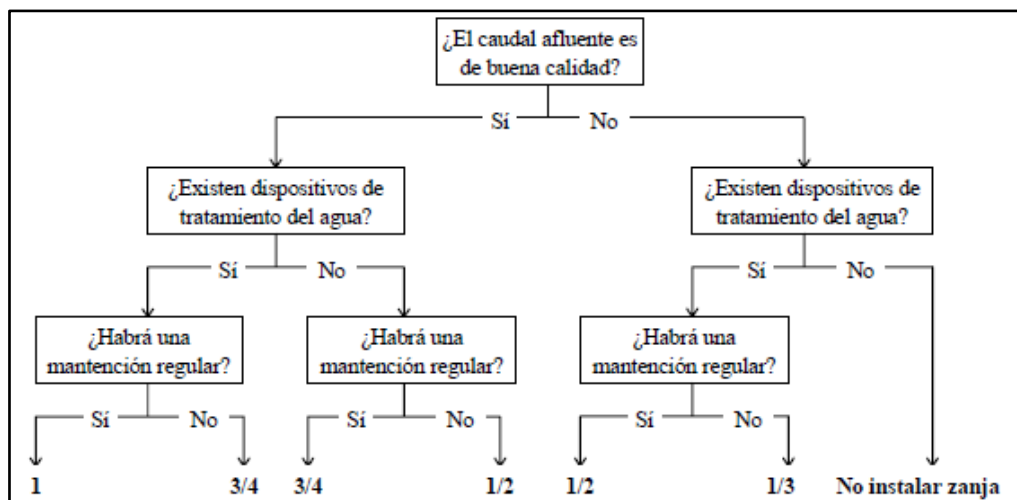 ¿El caudal afluente es
de buena calidad?
Sí No
¿Existen dispositivos de
tratamiento del agua?
¿Existen dispositivos de
tratamiento del agua?
Sí No
Sí No
¿Habrá una
mantención regular?
¿Habrá una
mantención regular?
¿Habrá una
mantención regular?
Sí No
Sí No
Sí No
1 3/4 3/4 1/2 1/2 1/3 No instalar zanja